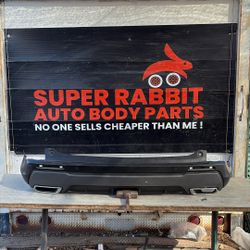 SUPER RABBIT
AUTO BODY PARTS
NO ONE SELLS CHEAPER THAN ME !